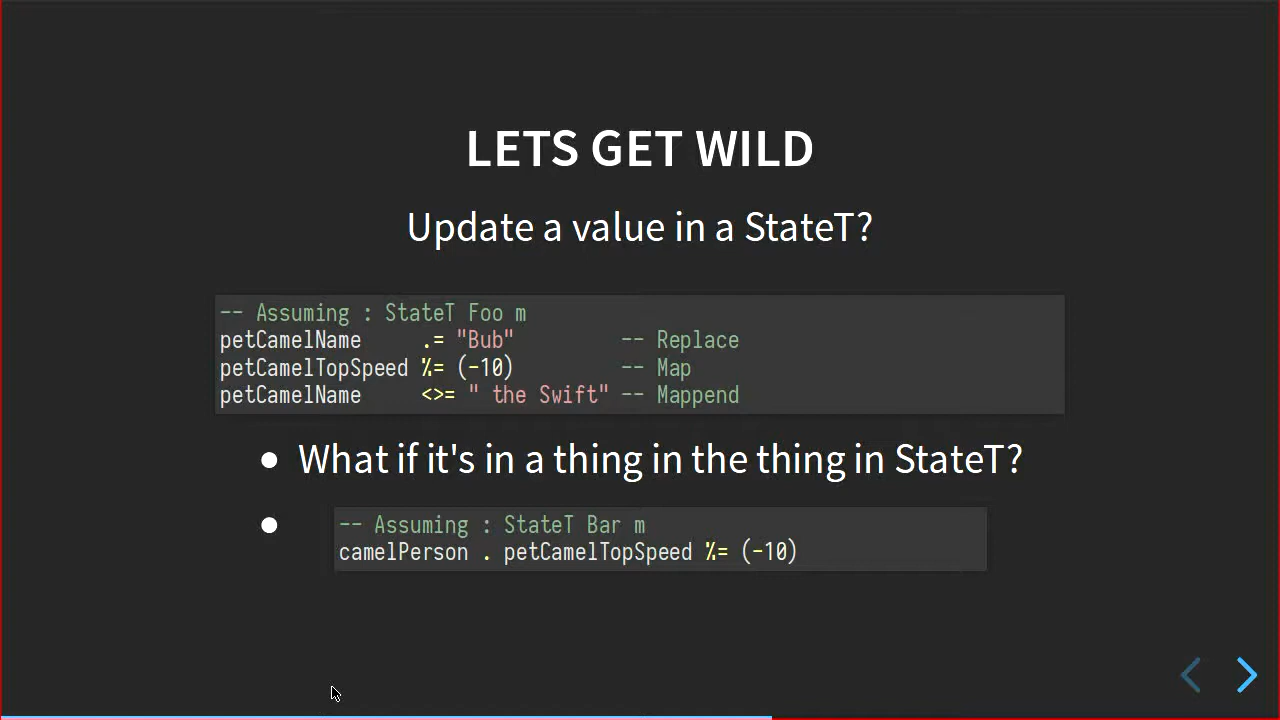 LETS GET WILD
Update a value in a StateT?
-- Assuming : StateT Foo m
petCamelName     .= "Bub"         -- Replace
petCamelTopSpeed %= (-10)         -- Map
petCamelName     <>= " the Swift" -- Mappend
● What if it's in a thing in the thing in StateT?
● -- Assuming : StateT Bar m
camelPerson . petCamelTopSpeed %= (-10)